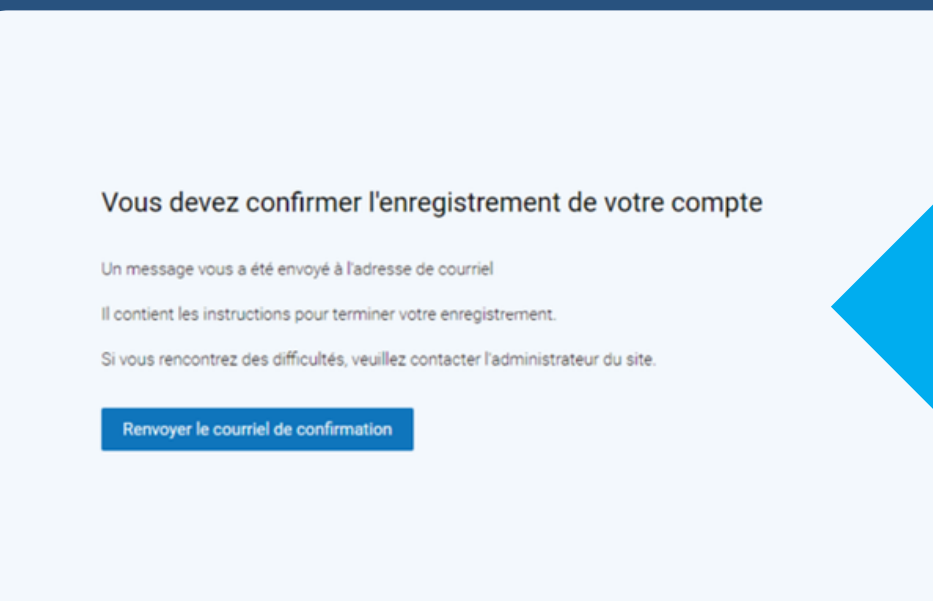 Vous devez confirmer l'enregistrement de votre compte
Un message vous a été envoyé à l'adresse de courriel
Il contient les instructions pour terminer votre enregistrement.
Si vous rencontrez des difficultés, veuillez contacter l'administrateur du site.
Renvoyer le courriel de confirmation